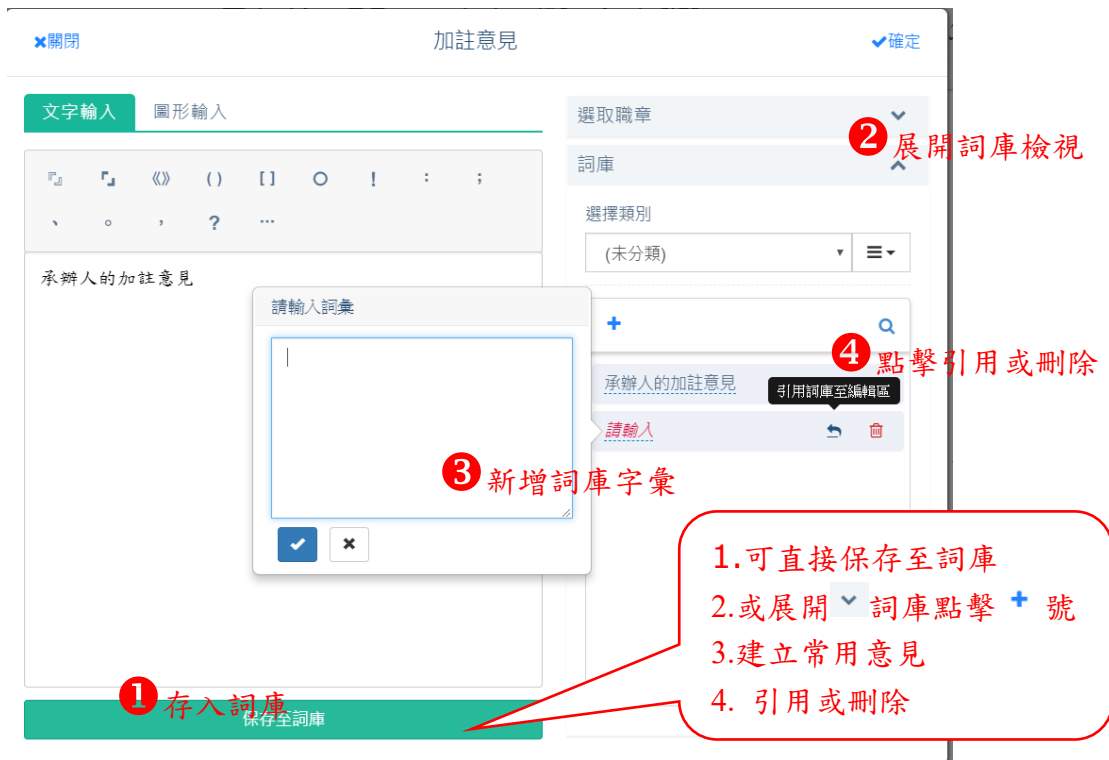 ✖關閉 加註意見 ✔確定
文字輸入 圖形輸入
『』 「」 《》 ( ) [ ] ○ ! : ;
、 。 , ? …
承辦人的加註意見
選取職章
❷展開詞庫檢視
詞庫
選擇類別
(未分類)
請輸入詞彙
❸新增詞庫字彙
+
❹點擊引用或刪除
承辦人的加註意見
引用詞庫至編輯區
請輸入
1.可直接保存至詞庫
2.或展開 詞庫點擊 + 號
3.建立常用意見
4. 引用或刪除
❶存入詞庫
保存至詞庫